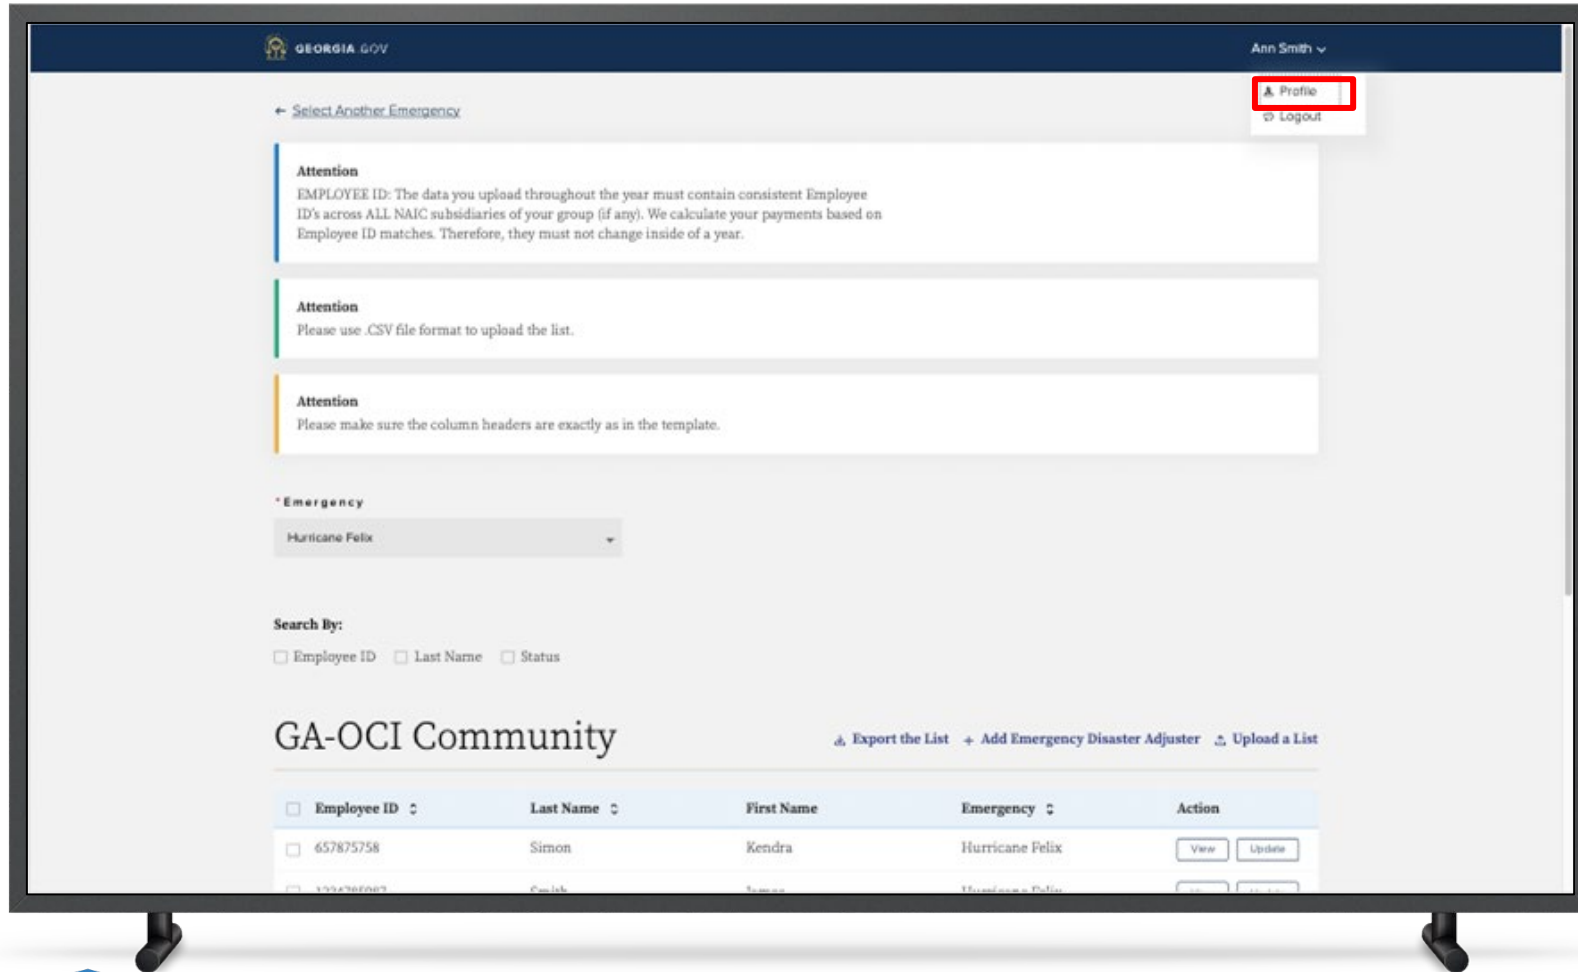 GEORGIA.GOV
Ann Smith
Profile
Logout
← Select Another Emergency
Attention
EMPLOYEE ID: The data you upload throughout the year must contain consistent Employee
ID's across ALL NAIC subsidiaries of your group (if any). We calculate your payments based on
Employee ID matches. Therefore, they must not change inside of a year.
Attention
Please use .CSV file format to upload the list.
Attention
Please make sure the column headers are exactly as in the template.
*Emergency
Hurricane Felix
Search By:
Employee ID Last Name Status
GA-OCI Community
Export the List + Add Emergency Disaster Adjuster Upload a List
Employee ID Last Name First Name Emergency Action
657875758 Simon Kendra Hurricane Felix View Update
Smith James Hurricane Felix